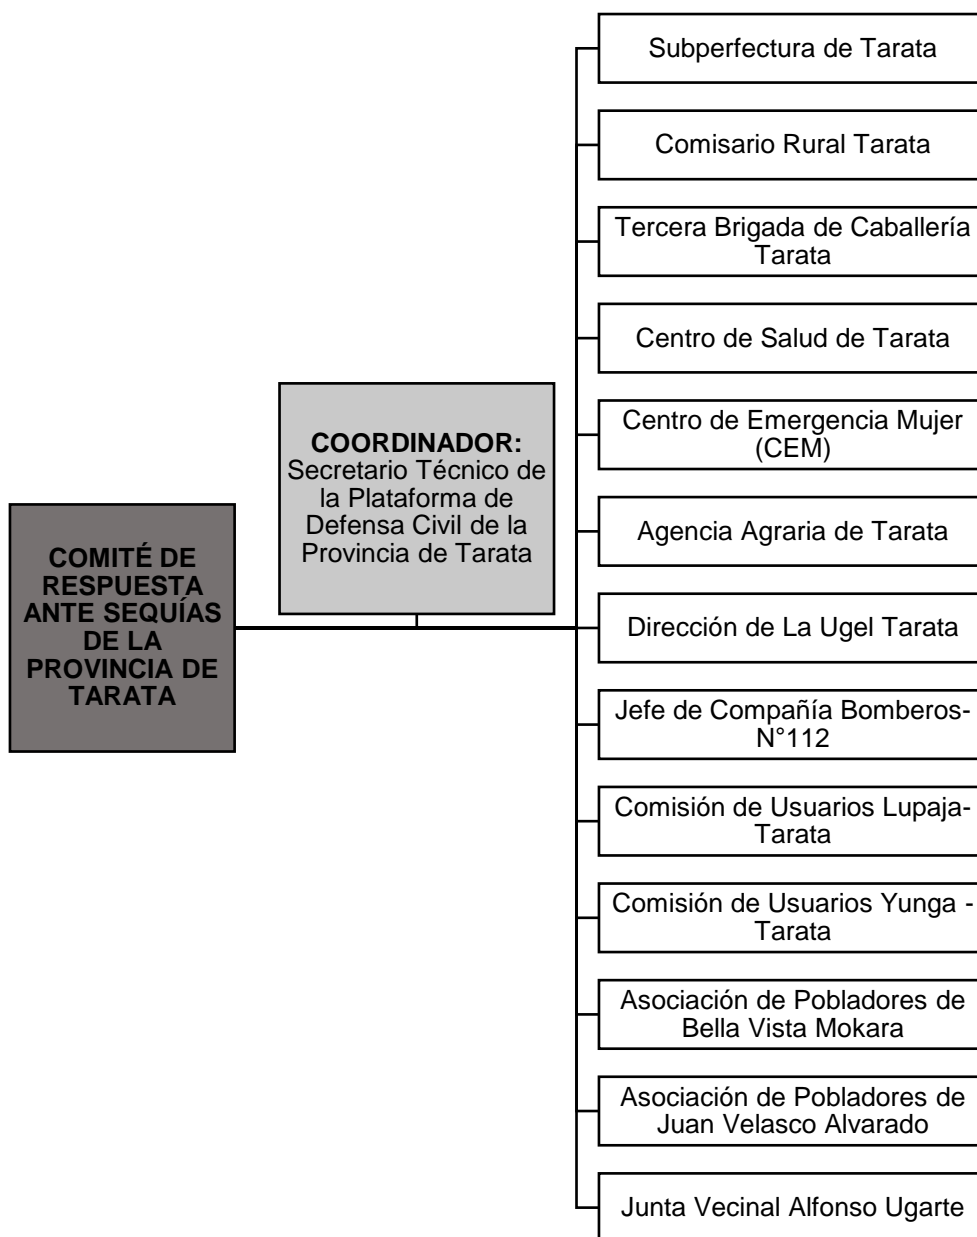 COMITÉ DE
RESPUESTA
ANTE SEQUÍAS
DE LA
PROVINCIA DE
TARATA
COORDINADOR:
Secretario Técnico de
la Plataforma de
Defensa Civil de la
Provincia de Tarata
Subperfectura de Tarata
Comisario Rural Tarata
Tercera Brigada de Caballería
Tarata
Centro de Salud de Tarata
Centro de Emergencia Mujer
(CEM)
Agencia Agraria de Tarata
Dirección de La Ugel Tarata
Jefe de Compañía Bomberos-
N°112
Comisión de Usuarios Lupaja-
Tarata
Comisión de Usuarios Yunga -
Tarata
Asociación de Pobladores de
Bella Vista Mokara
Asociación de Pobladores de
Juan Velasco Alvarado
Junta Vecinal Alfonso Ugarte